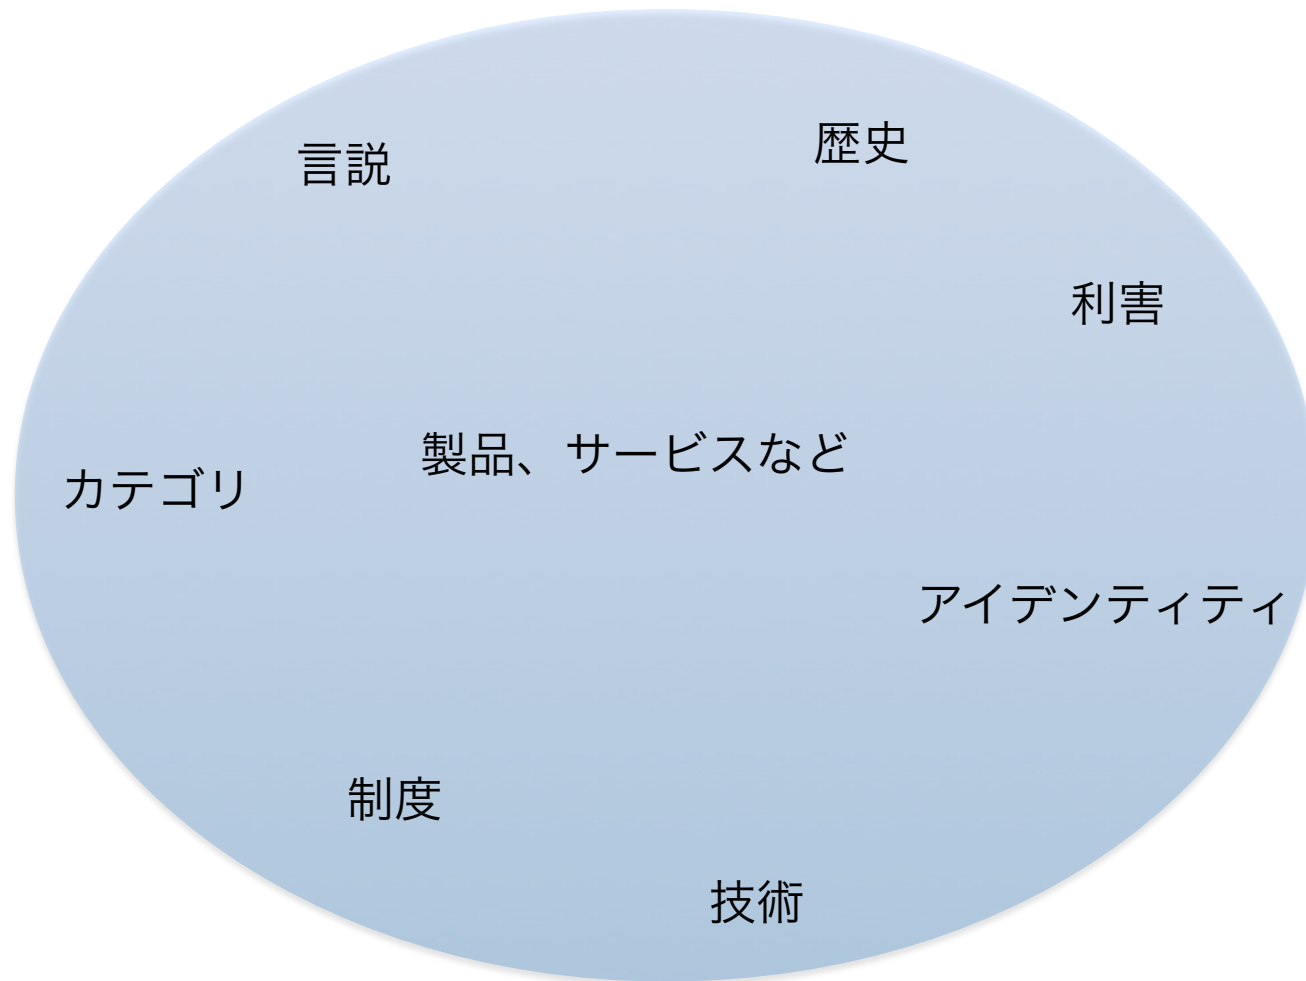 歴史
言説
利害
製品、サービスなど
カテゴリ
アイデンティティ
制度
技術